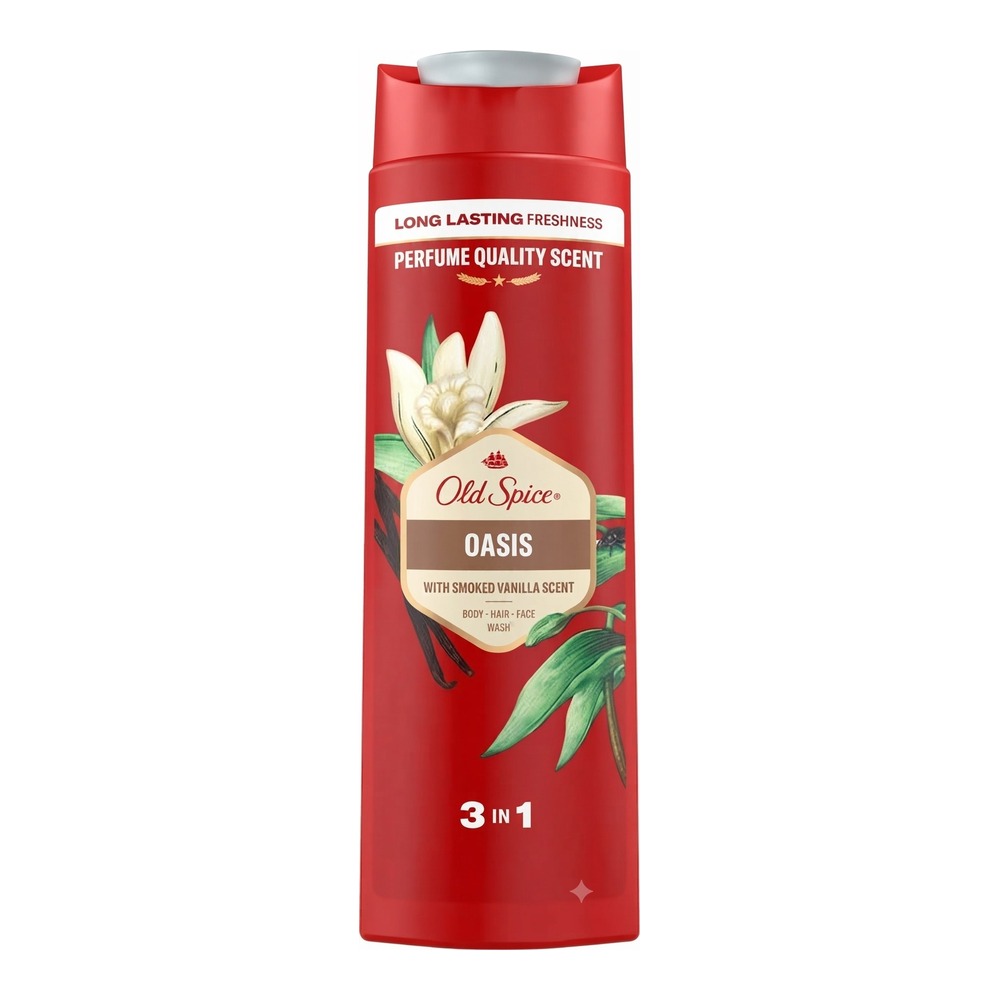 LONG LASTING FRESHNESS
PERFUME QUALITY SCENT
Old Spice®
OASIS
WITH SMOKED VANILLA SCENT
BODY - HAIR - FACE
WASH
3 IN 1